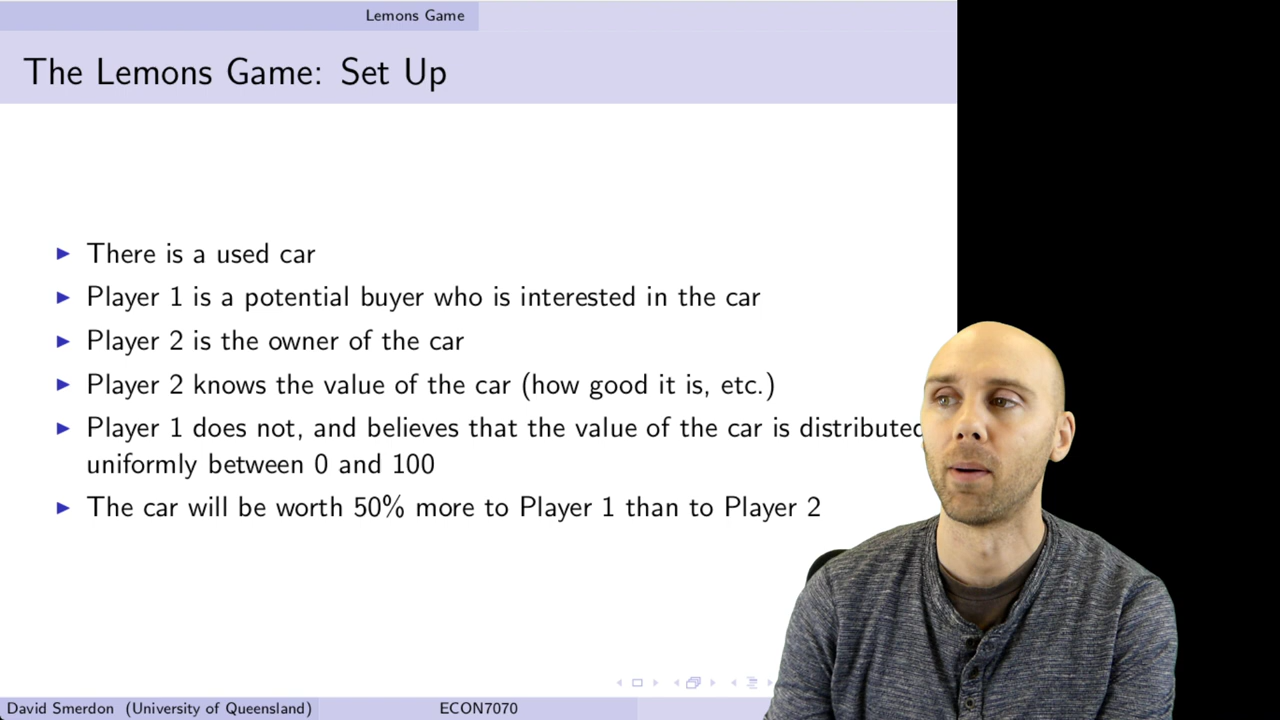 Lemons Game
The Lemons Game: Set Up
There is a used car
Player 1 is a potential buyer who is interested in the car
Player 2 is the owner of the car
Player 2 knows the value of the car (how good it is, etc.)
Player 1 does not, and believes that the value of the car is distributed
uniformly between 0 and 100
The car will be worth 50% more to Player 1 than to Player 2
David Smerdon (University of Queensland)
ECON7070